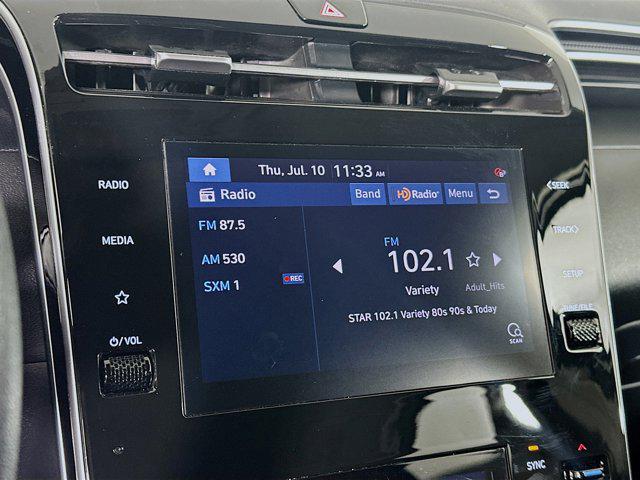 Thu, Jul. 10 11:33 AM
Radio Band HD Radio Menu
FM 87.5
AM 530
SXM 1 REC
FM
102.1
Variety Adult_Hits
STAR 102.1 Variety 80s 90s & Today
SCAN
RADIO
MEDIA
/VOL
<SEEK
TRACK>
SETUP
TUNE/FILE
SYNC